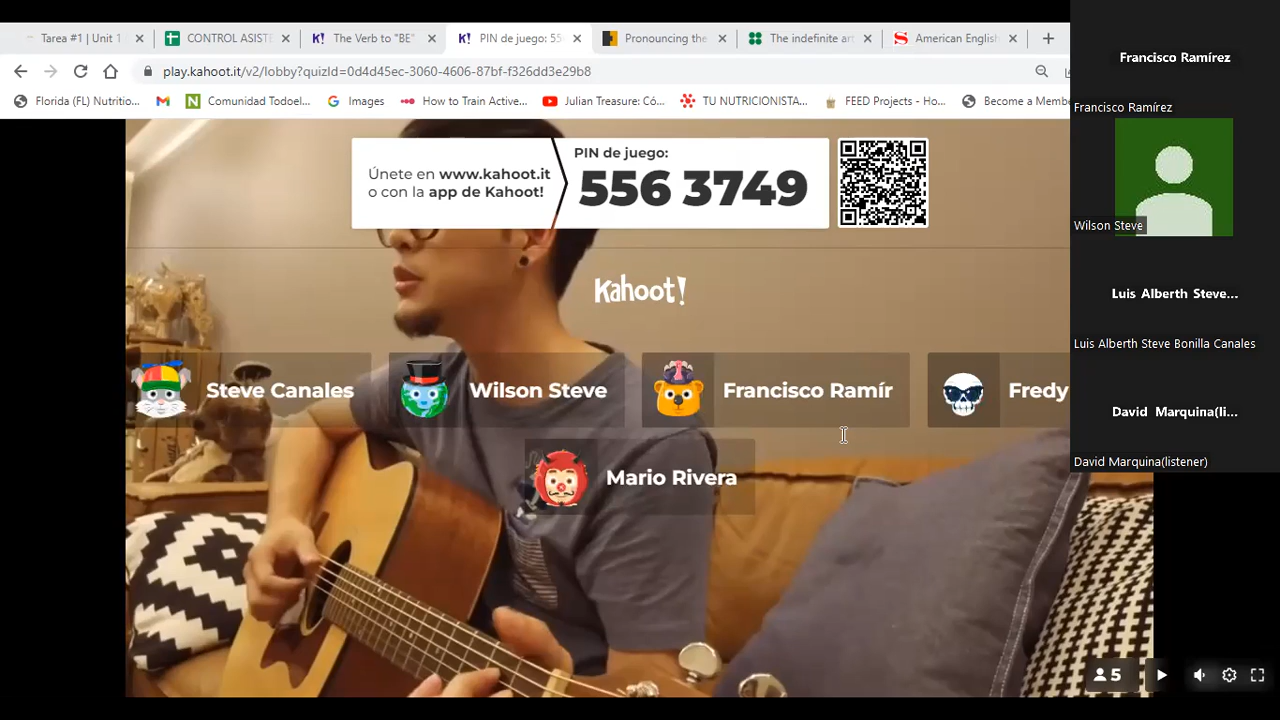 Tarea #1 | Unit 1
CONTROL ASISTE
K! The Verb to "BE"
K! PIN de juego: 55
Pronouncing the
The indefinite ar
S American English
play.kahoot.it/v2/lobby?quizId=0d4d45ec-3060-4606-87bf-f326dd3e29b8
Florida (FL) Nutritio...
Comunidad Todoel...
Images
How to Train Active...
Julian Treasure: Có...
TU NUTRICIONISTA...
FEED Projects - Ho...
Become a Membe
Únete en www.kahoot.it
o con la app de Kahoot!
PIN de juego:
556 3749
Kahoot!
Steve Canales
Wilson Steve
Francisco Ramír
Fredy
Mario Rivera
5
Francisco Ramírez
Francisco Ramírez
Wilson Steve
Luis Alberth Steve...
Luis Alberth Steve Bonilla Canales
David Marquina(li...
David Marquina(listener)